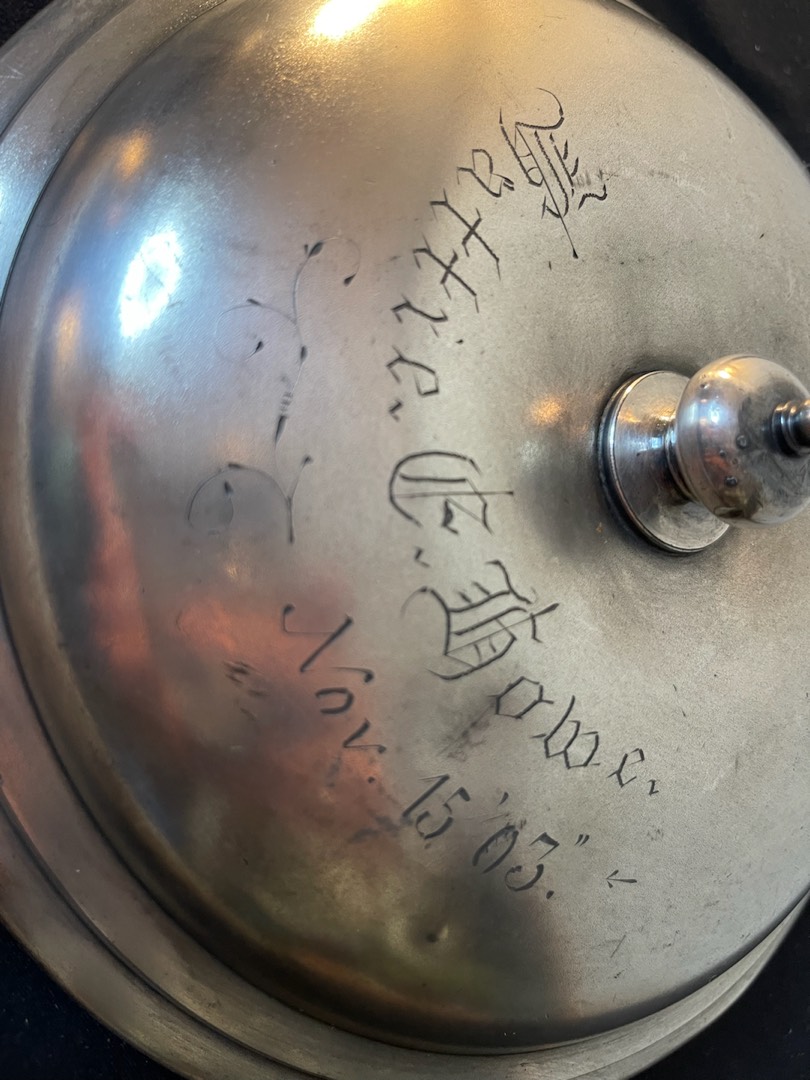 Hattie. E. Howe.
Nov. 15 '03."